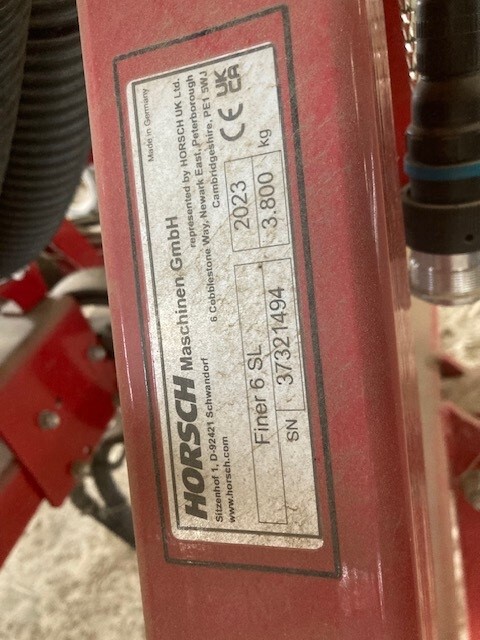 Made in Germany
HORSCH Maschinen GmbH
represented by HORSCH UK Ltd.
Sitzenhof 1, D-92421 Schwandorf
6 Cobblestone Way, Newark East, Peterborough
www.horsch.com
Cambridgeshire, PE1 5WJ
CE UK CA
Finer 6 SL 2023
SN 37321494 3.800 kg